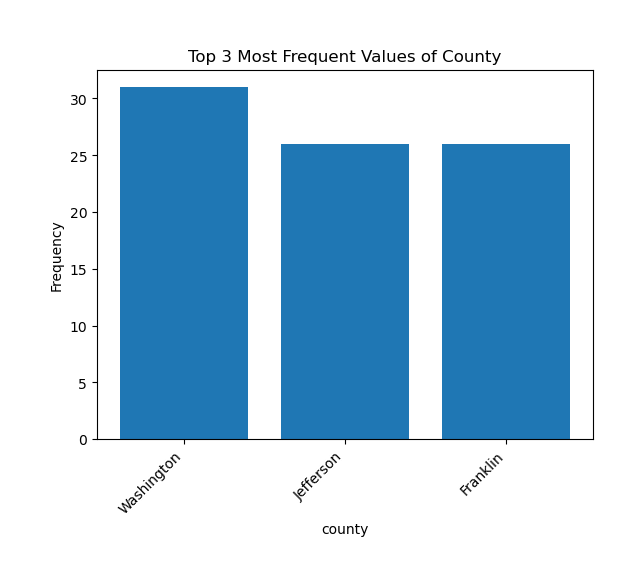 Top 3 Most Frequent Values of County
Frequency
30
25
20
15
10
5
0
Washington
Jefferson
Franklin
county